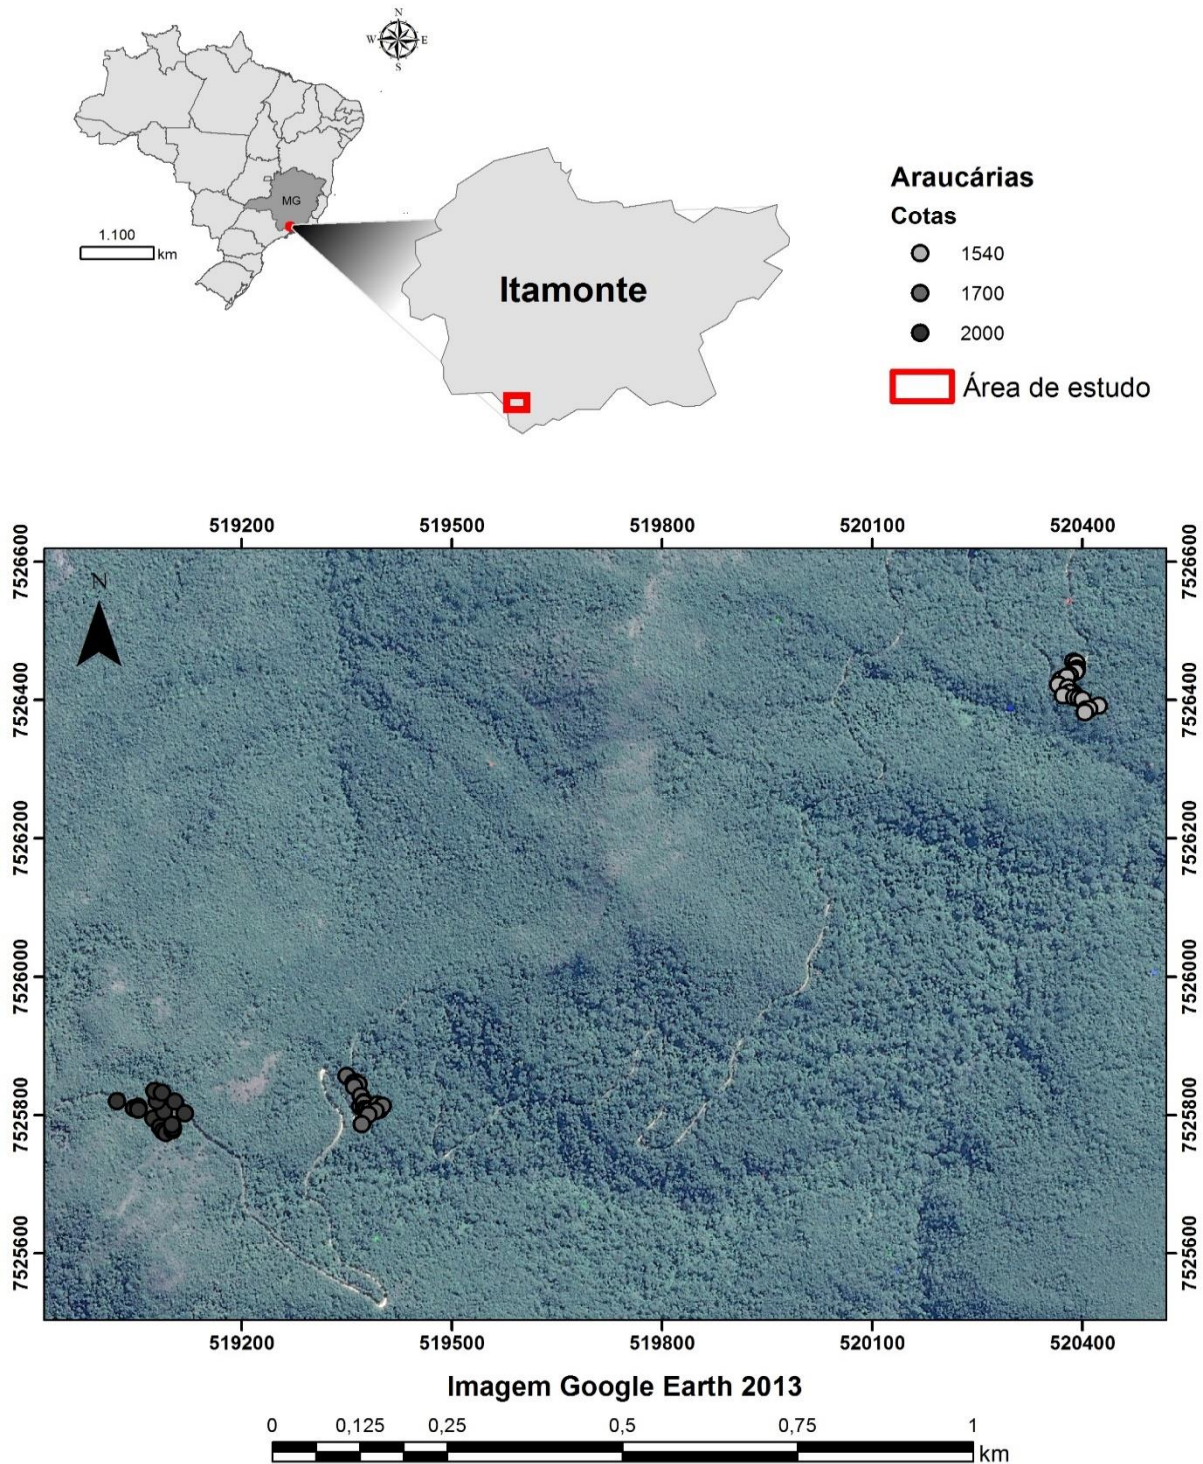 N
W E
S
MG
1.100
km
Itamonte
Araucárias
Cotas
1540
1700
2000
Área de estudo
519200 519500 519800 520100 520400
7526600 7526600
N
7526400 7526400
7526200 7526200
7526000 7526000
7525800 7525800
7525600 7525600
519200 519500 519800 520100 520400
Imagem Google Earth 2013
0 0,125 0,25 0,5 0,75 1
km